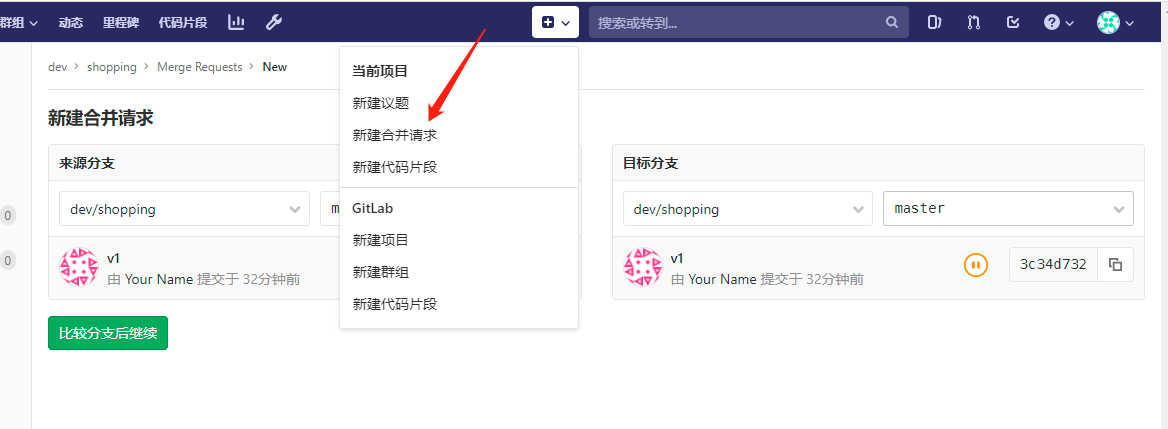 群组 动态 里程碑 代码片段 搜索或转到...
dev > shopping > Merge Requests > New
当前项目
新建议题
新建合并请求
新建代码片段
GitLab
新建项目
新建群组
新建代码片段
新建合并请求
来源分支
dev/shopping
v1
由 Your Name 提交于 32分钟前
目标分支
dev/shopping
master
v1
由 Your Name 提交于 32分钟前
3c34d732
0
0
比较分支后继续